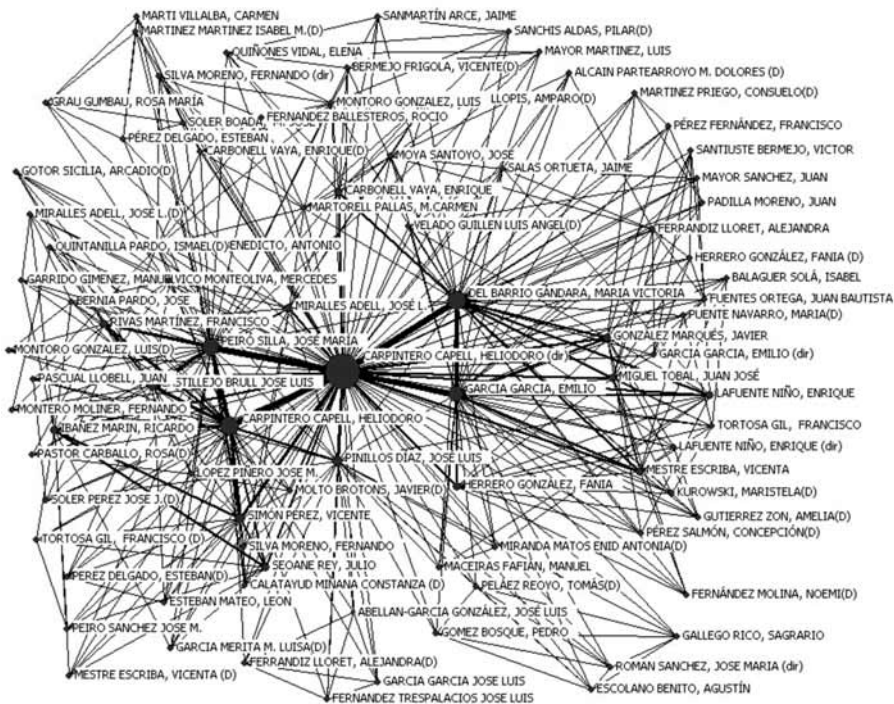 MARTI VILLALBA, CARMEN
SANMARTÍN ARCE, JAIME
MARTINEZ MARTINEZ ISABEL M.(D)
SANCHIS ALDAS, PILAR(D)
QUIÑONES VIDAL, ELENA
MAYOR MARTINEZ, LUIS
BERMEJO FRIGOLA, VICENTE(D)
SILVA MORENO, FERNANDO (dir)
ALCAIN PARTEARROYO M. DOLORES (D)
MARTINEZ PRIEGO, CONSUELO(D)
GRAU GUMBAU, ROSA MARÍA
MONTORO GONZALEZ, LUIS
LLOPIS, AMPARO(D)
FERNANDEZ BALLESTEROS, ROCIO
SOLER BOADA,
PÉREZ FERNÁNDEZ, FRANCISCO
PÉREZ DELGADO, ESTEBAN
CARBONELL VAYA, ENRIQUE(D)
MOYA SANTOYO, JOSE
SANTIUSTE BERMEJO, VICTOR
GOTOR SICILIA, ARCADIO(D)
SALAS ORTUETA, JAIME
MAYOR SANCHEZ, JUAN
CARBONELL VAYA, ENRIQUE
MARTORELL PALLAS, M.CARMEN
PADILLA MORENO, JUAN
MIRALLES ADELL, JOSÉ L.(D)
VELADO GUILLEN LUIS ANGEL(D)
FERRANDIZ LLORET, ALEJANDRA
QUINTANILLA PARDO, ISMAEL(D)
ENEDICTO, ANTONIO
HERRERO GONZÁLEZ, FANIA (D)
GARRIDO GIMENEZ, MANUEL
VICO MONTEOLIVA, MERCEDES
BALAGUER SOLÁ, ISABEL
DEL BARRIO GÁNDARA, MARIA VICTORIA
BERNIA PARDO, JOSE
MIRALLES ADELL, JOSÉ L.
FUENTES ORTEGA, JUAN BAUTISTA
PUENTE NAVARRO, MARIA(D)
RIVAS MARTÍNEZ, FRANCISCO
PEIRO SILLA, JOSE MARIA
GONZÁLEZ MARQUÉS, JAVIER
MONTORO GONZALEZ, LUIS(D)
CARPINTERO CAPELL, HELIODORO (dir)
GARCIA GARCIA, EMILIO (dir)
PASCUAL LLOBELL, JUAN
STILLEJO BRULL JOSE LUIS
MIGUEL TOBAL, JUAN JOSÉ
GARCIA GARCIA, EMILIO
LAFUENTE NIÑO, ENRIQUE
MONTERO MOLINER, FERNANDO
CARPINTERO CAPELL, HELIODORO
IBAÑEZ MARIN, RICARDO
TORTOSA GIL, FRANCISCO
PASTOR CARBALLO, ROSA(D)
PINILLOS DÍAZ, JOSÉ LUIS
LAFUENTE NIÑO, ENRIQUE (dir)
LOPEZ PIÑERO JOSE M.
MESTRE ESCRIBA, VICENTA
SOLER PEREZ JOSE J.(D)
MOLTO BROTONS, JAVIER(D)
HERRERO GONZÁLEZ, FANIA
KUROWSKI, MARISTELA(D)
SIMON PEREZ, VICENTE
GUTIERREZ ZON, AMELIA(D)
TORTOSA GIL, FRANCISCO (D)
SILVA MORENO, FERNANDO
MIRANDA MATOS ENID ANTONIA(D)
PÉREZ SALMÓN, CONCEPCIÓN(D)
PEREZ DELGADO, ESTEBAN(D)
SEOANE REY, JULIO
MACEIRAS FAFIÁN, MANUEL
CALATAYUD MIÑANA CONSTANZA (D)
PELÁEZ REOYO, TOMÁS(D)
FERNÁNDEZ MOLINA, NOEMI(D)
ESTEBAN MATEO, LEON
ABELLAN-GARCIA GONZÁLEZ, JOSÉ LUIS
PEIRO SANCHEZ JOSE M.
GOMEZ BOSQUE, PEDRO
GALLEGO RICO, SAGRARIO
GARCIA MERITA M. LUISA(D)
FERRANDIZ LLORET, ALEJANDRA(D)
ROMAN SANCHEZ, JOSE MARIA (dir)
MESTRE ESCRIBA, VICENTA (D)
GARCIA GARCIA JOSE LUIS
ESCOLANO BENITO, AGUSTÍN
FERNANDEZ TRESPALACIOS JOSE LUIS